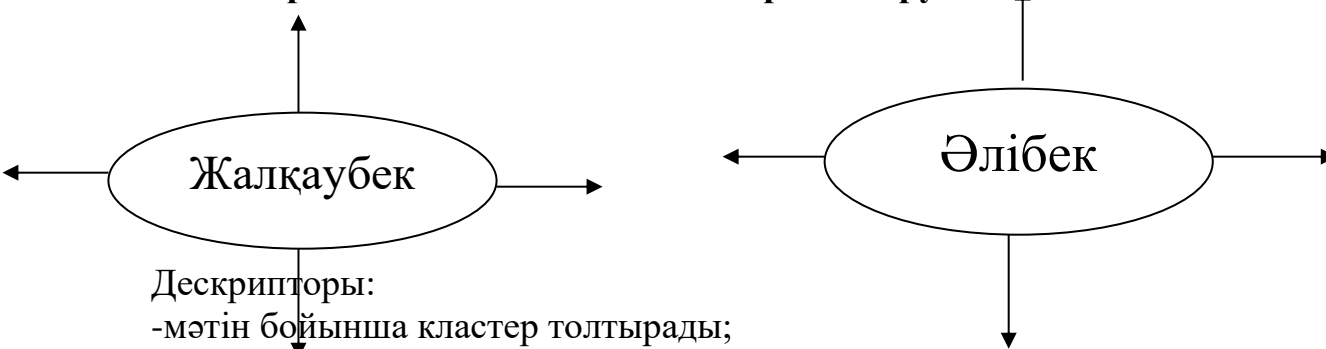 Жалқаубек
Әлібек
Дескрипторы:
-мәтін бойынша кластер толтырады;